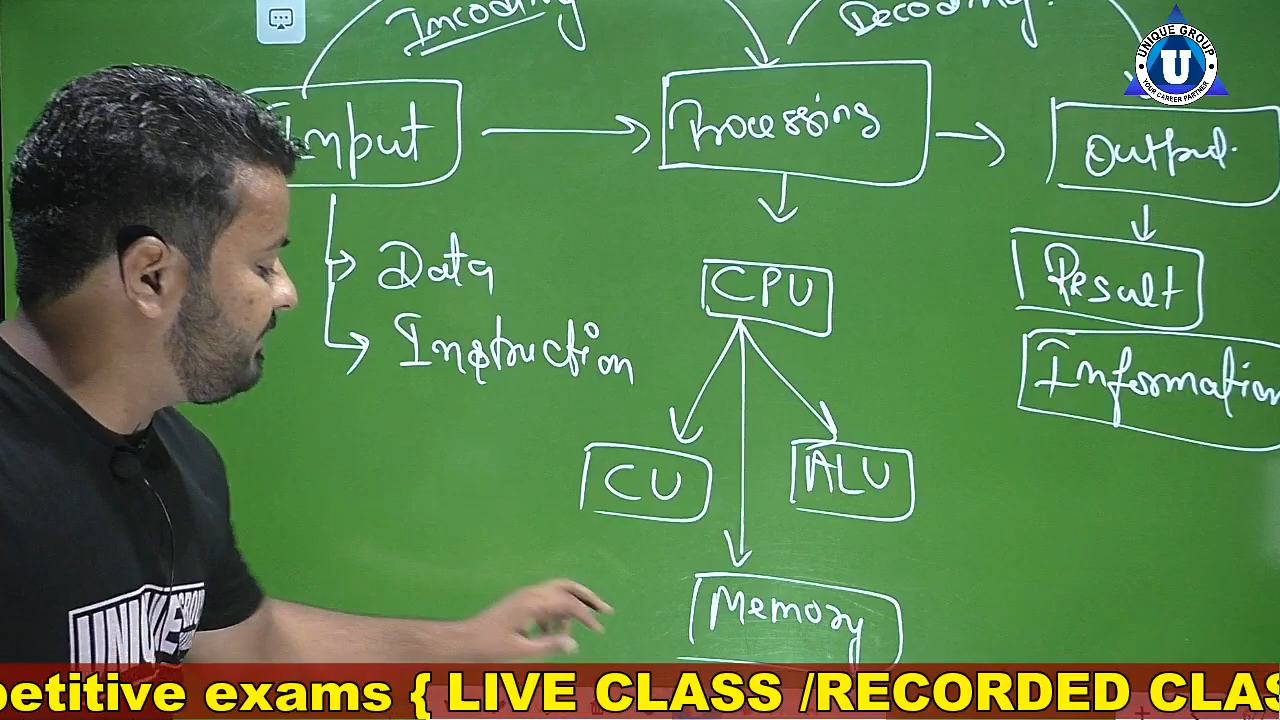 Incoding
Decoding.
UNIQUE GROUP
U
YOUR CAREER PARTNER
Input
Processing
Output.
Data
Instruction
CPU
Result
Information
CU
ALU
Memory
petitive exams { LIVE CLASS /RECORDED CLAS